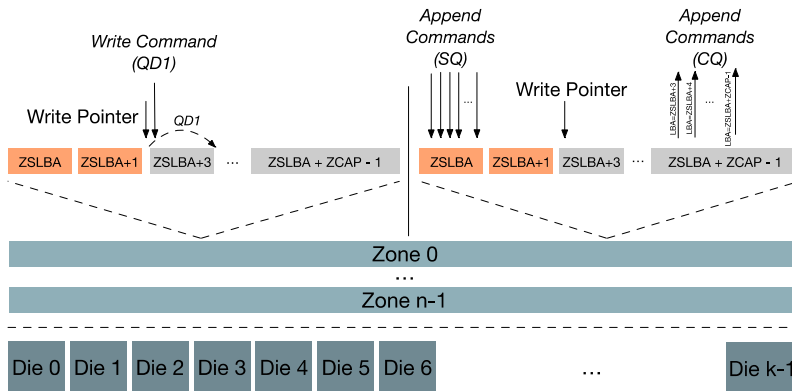 Write Command
(QD1)
Write Pointer
QD1
ZSLBA
ZSLBA+1
ZSLBA+3
...
ZSLBA + ZCAP - 1
Append
Commands
(SQ)
...
Write Pointer
Append
Commands
(CQ)
LBA=ZSLBA+3
LBA=ZSLBA+4
...
LBA=ZSLBA+ZCAP-1
ZSLBA
ZSLBA+1
ZSLBA+3
...
ZSLBA + ZCAP - 1
Zone 0
...
Zone n-1
Die 0
Die 1
Die 2
Die 3
Die 4
Die 5
Die 6
...
Die k-1